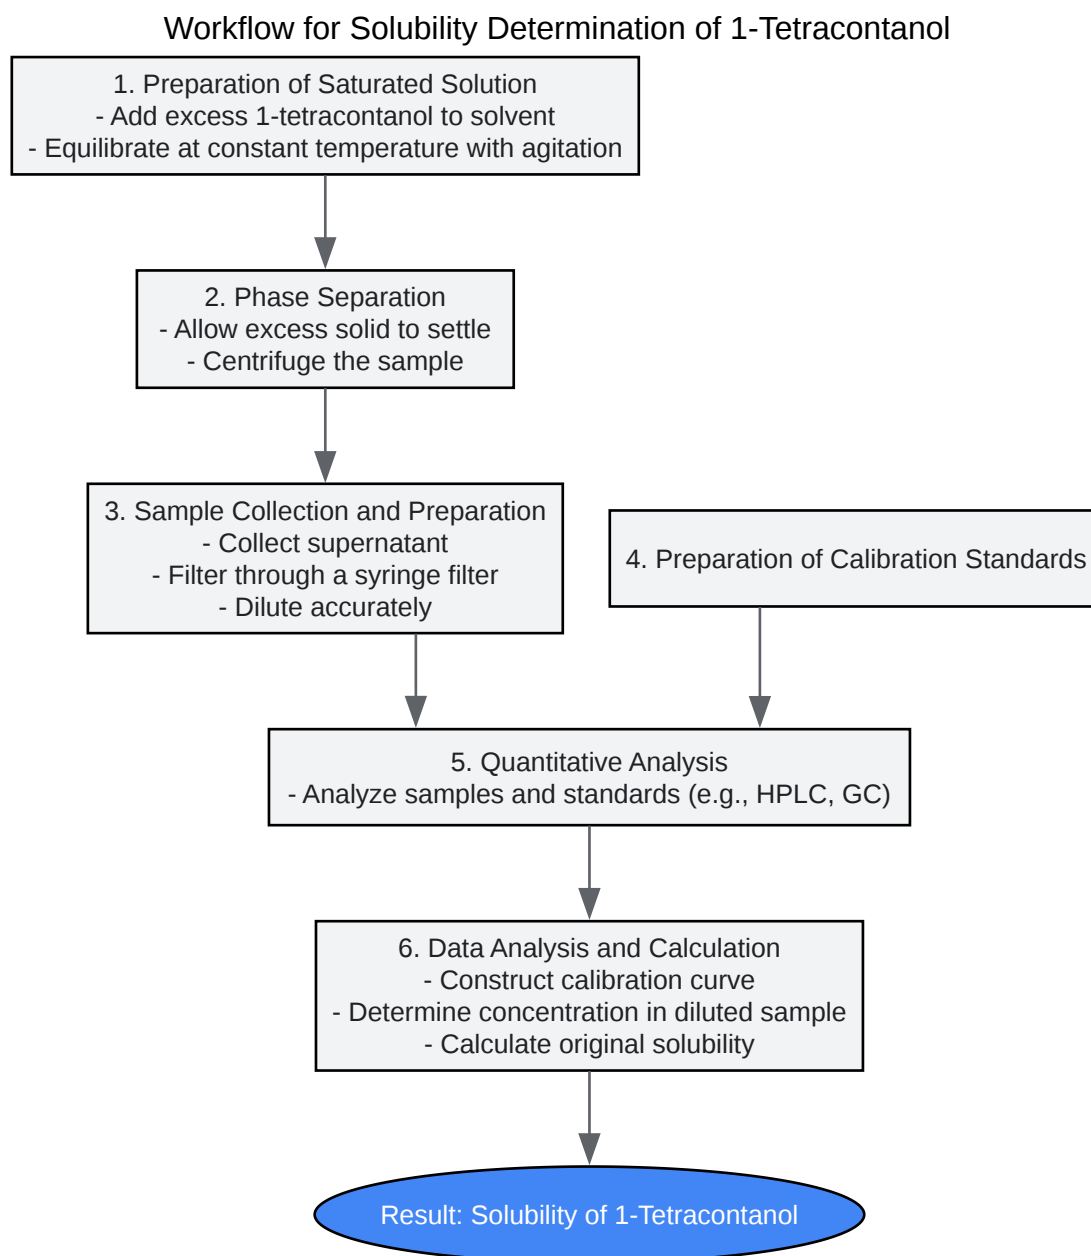 Workflow for Solubility Determination of 1-Tetracontanol
1. Preparation of Saturated Solution
- Add excess 1-tetracontanol to solvent
- Equilibrate at constant temperature with agitation
2. Phase Separation
- Allow excess solid to settle
- Centrifuge the sample
3. Sample Collection and Preparation
- Collect supernatant
- Filter through a syringe filter
- Dilute accurately
4. Preparation of Calibration Standards
5. Quantitative Analysis
- Analyze samples and standards (e.g., HPLC, GC)
6. Data Analysis and Calculation
- Construct calibration curve
- Determine concentration in diluted sample
- Calculate original solubility
Result: Solubility of 1-Tetracontanol